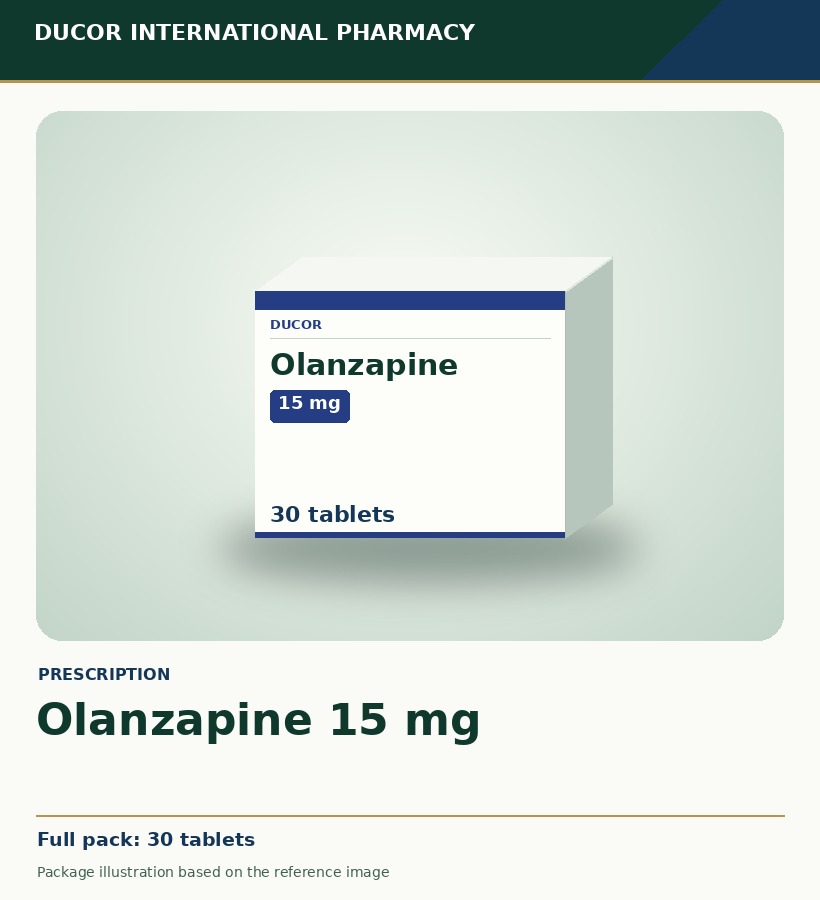 DUCOR INTERNATIONAL PHARMACY
DUCOR
Olanzapine
15 mg
30 tablets
PRESCRIPTION
Olanzapine 15 mg
Full pack: 30 tablets
Package illustration based on the reference image